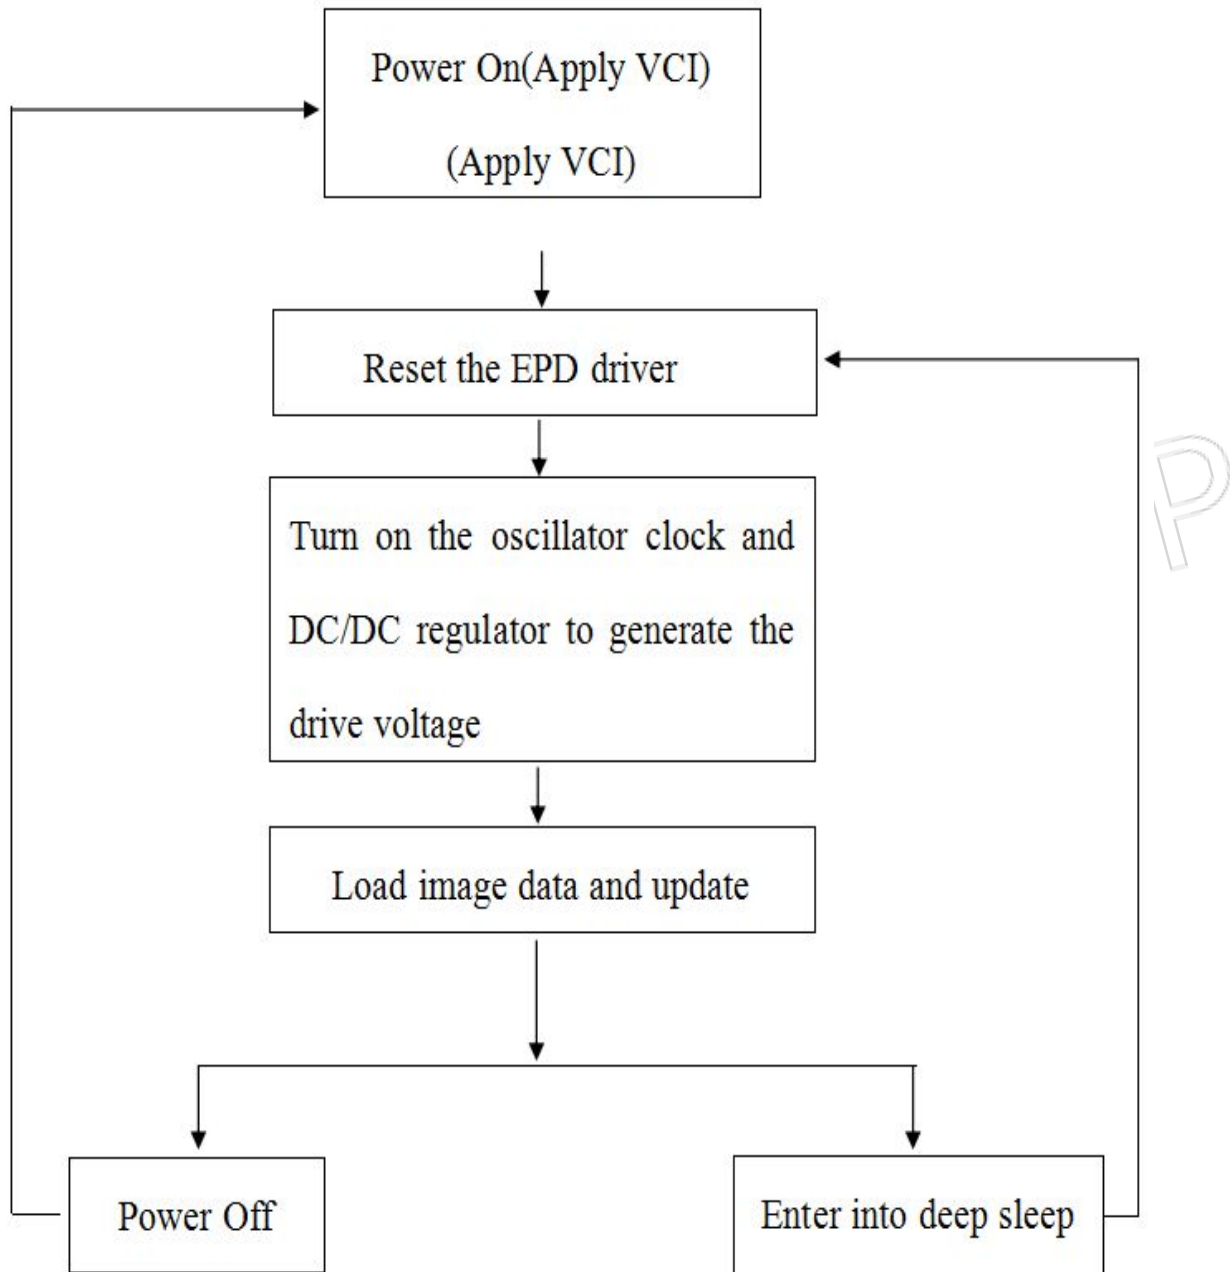 Power On(Apply VCI)
(Apply VCI)
Reset the EPD driver
Turn on the oscillator clock and
DC/DC regulator to generate the
drive voltage
Load image data and update
Power Off
Enter into deep sleep
P